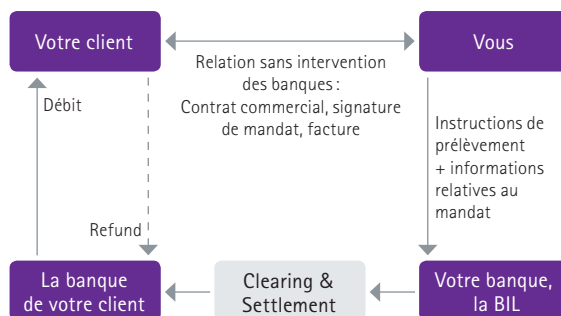 Votre client
Vous
Relation sans intervention
des banques :
Contrat commercial, signature
de mandat, facture
Débit
Instructions de
prélèvement
+ informations
relatives au
mandat
Refund
La banque
de votre client
Clearing &
Settlement
Votre banque,
la BIL